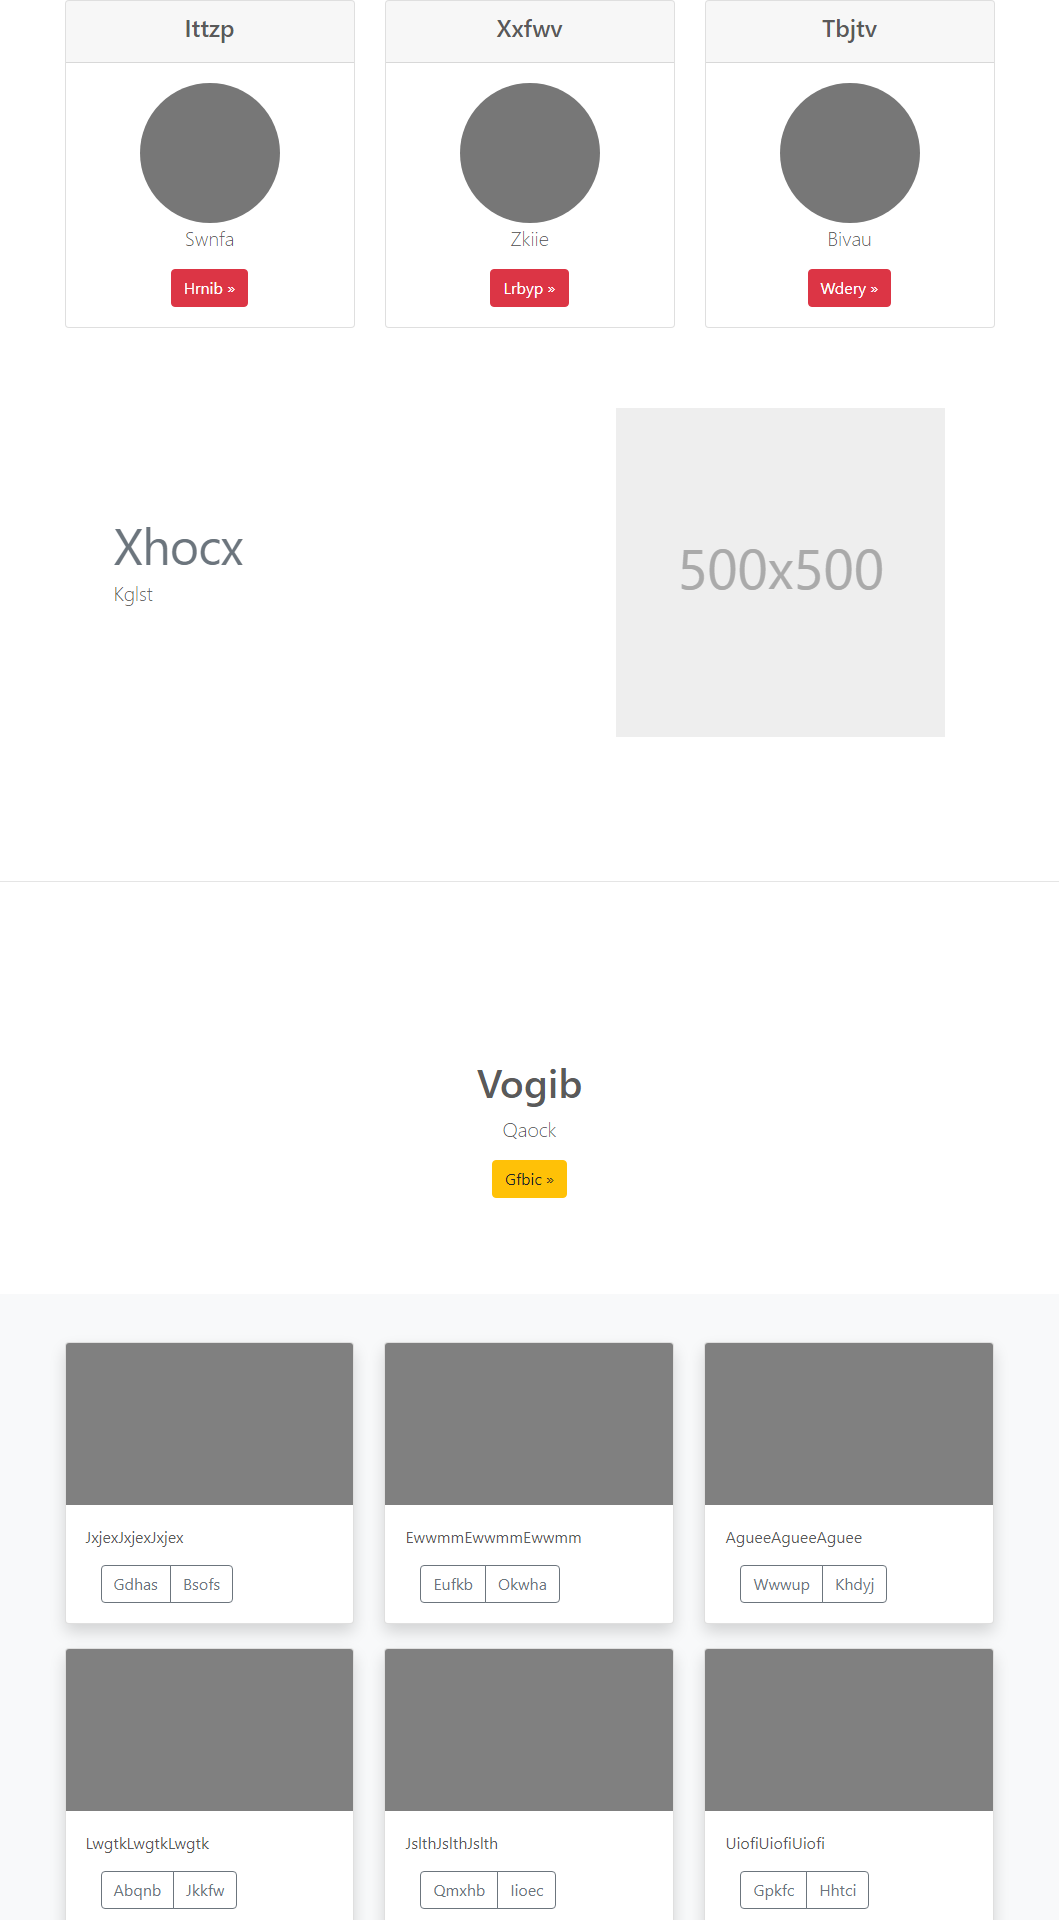 Ittzp
Xxfwv
Tbjtv
Swnfa
Zkiie
Bivau
Hrnib »
Lrbyp »
Wdery »
Xhocx
Kglst
500x500
Vogib
Qaock
Gfbic »
JxjexJxjexJxjex
EwwmmEwwmmEwwmm
AgueeAgueeAguee
Gdhas Bsofs
Eufkb Okwha
Wwwup Khdyj
LwgtkLwgtkLwgtk
JslthJslthJslth
UiofiUiofiUiofi
Abqnb Jkkfw
Qmxhb Iioec
Gpkfc Hhtci